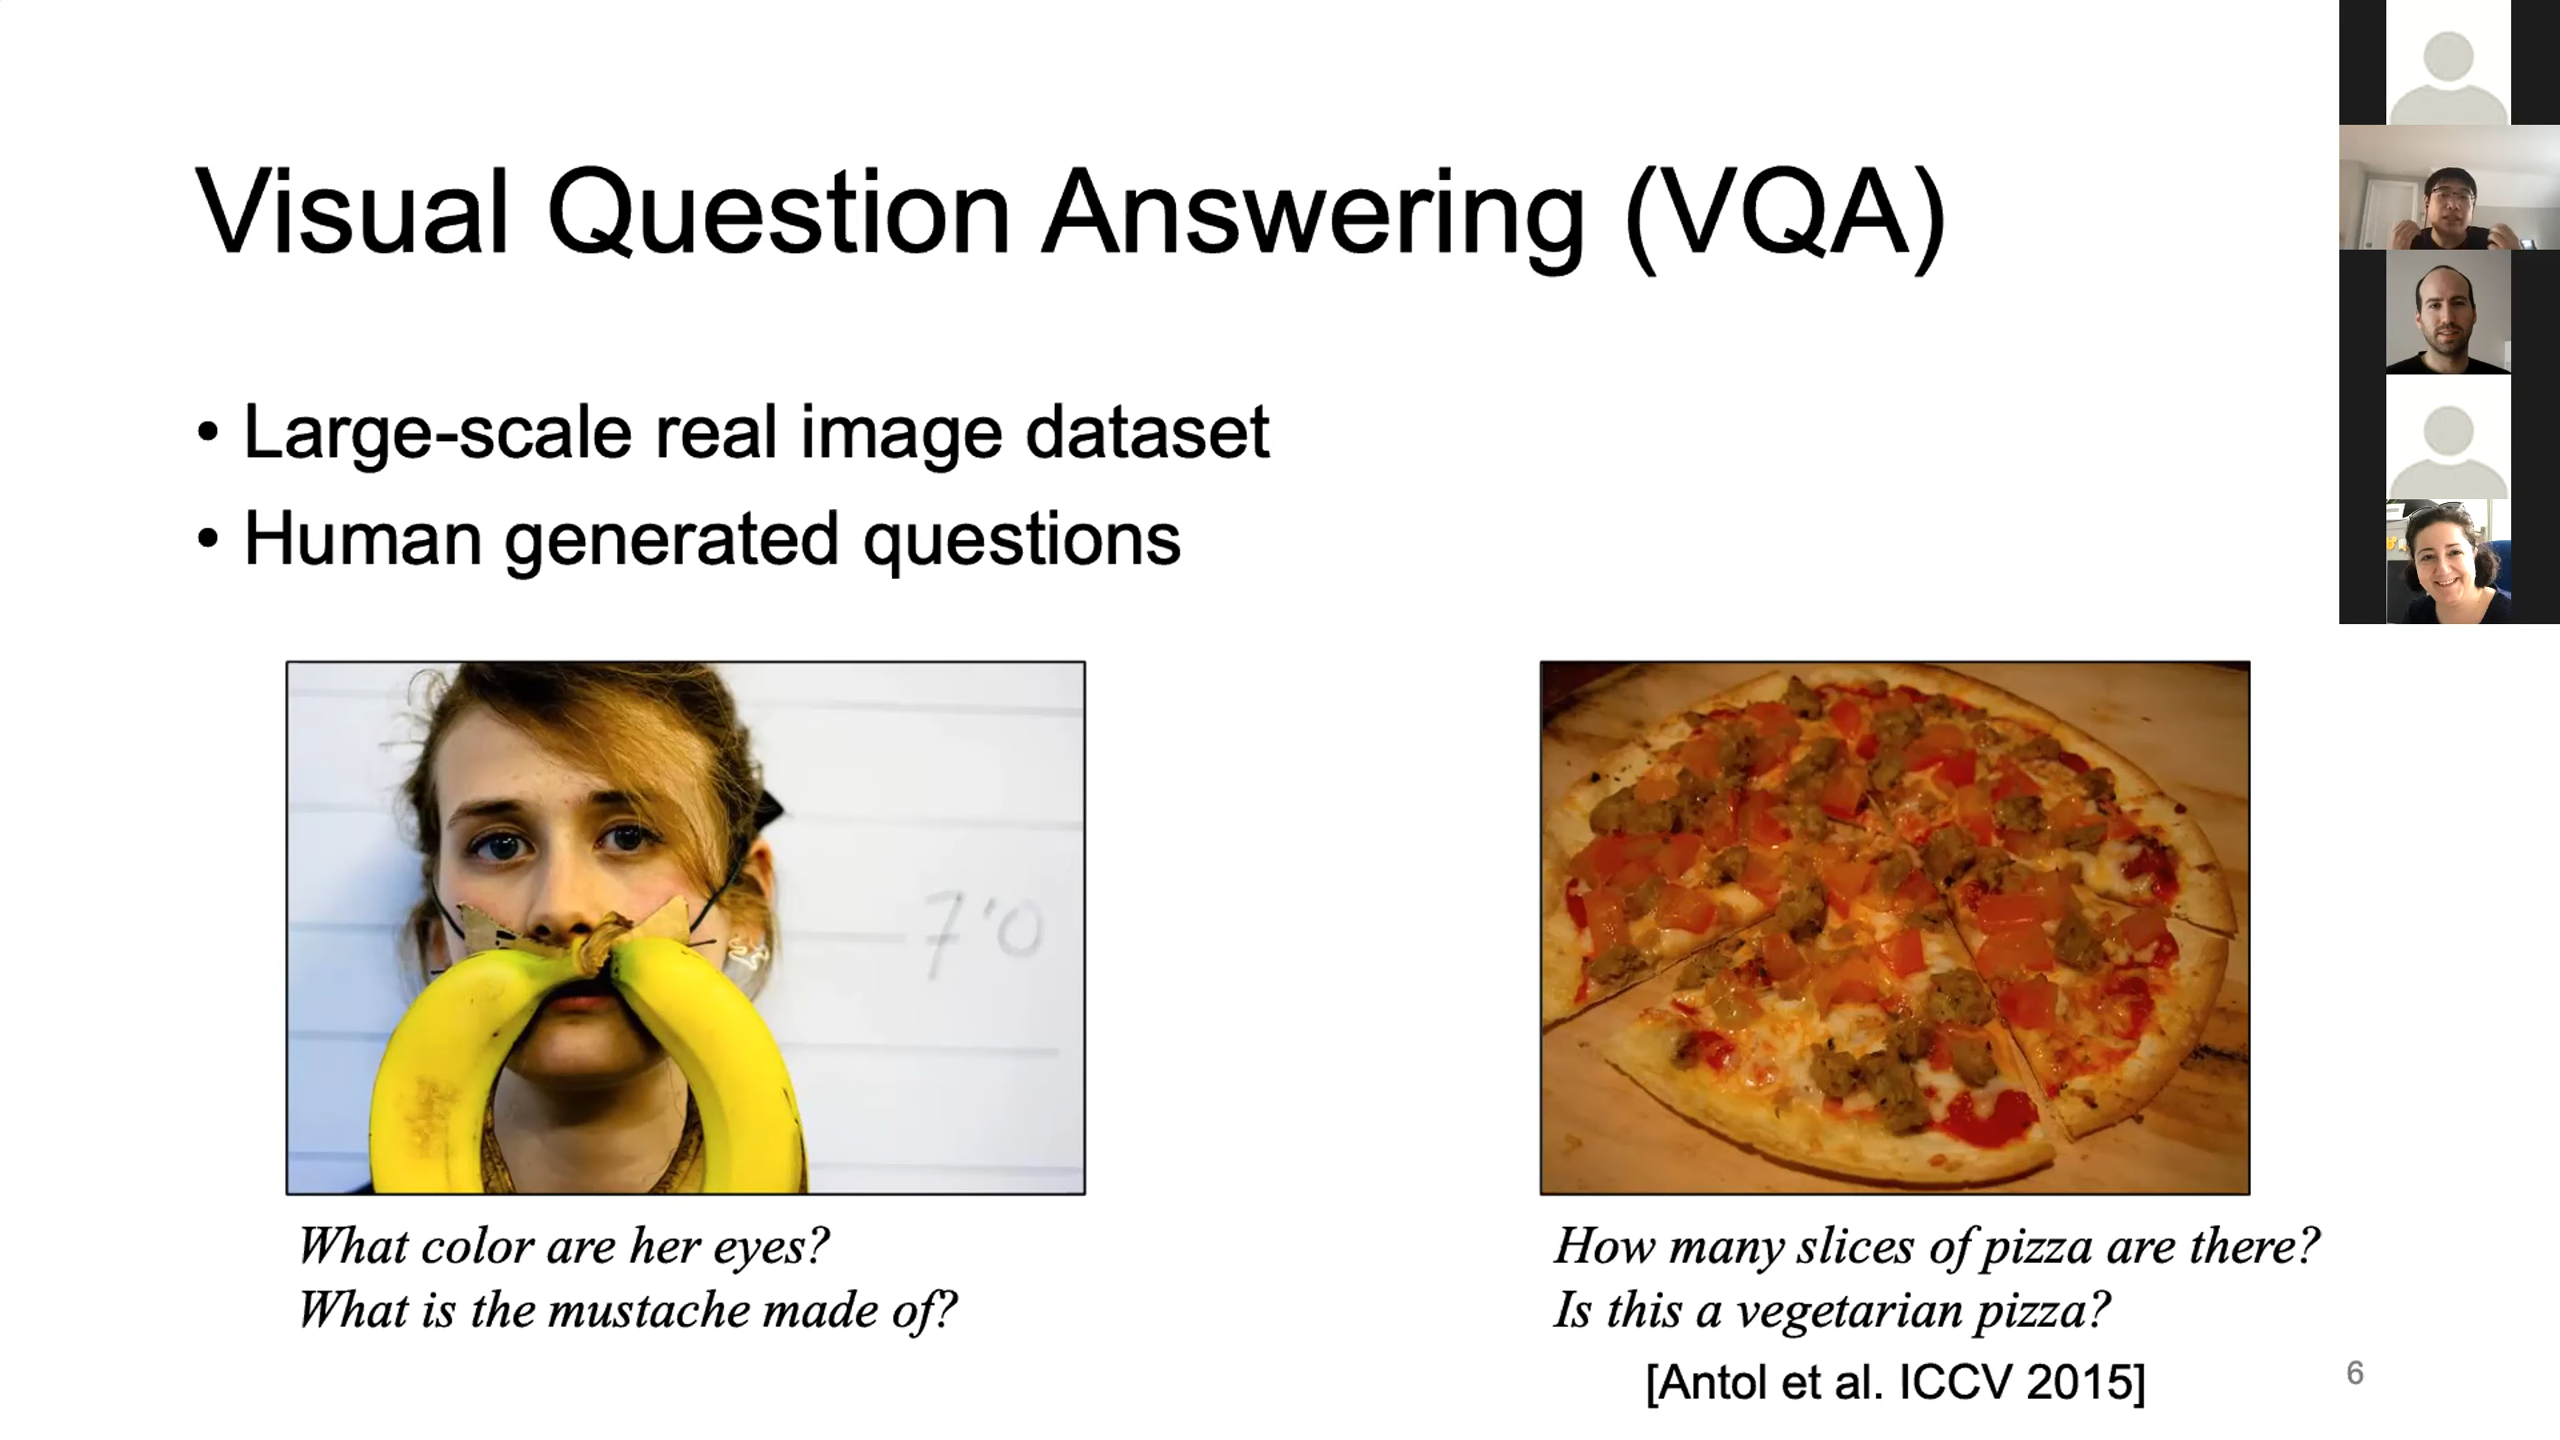 Visual Question Answering (VQA)
• Large-scale real image dataset
• Human generated questions
7'0
What color are her eyes?
What is the mustache made of?
How many slices of pizza are there?
Is this a vegetarian pizza?
[Antol et al. ICCV 2015]
6